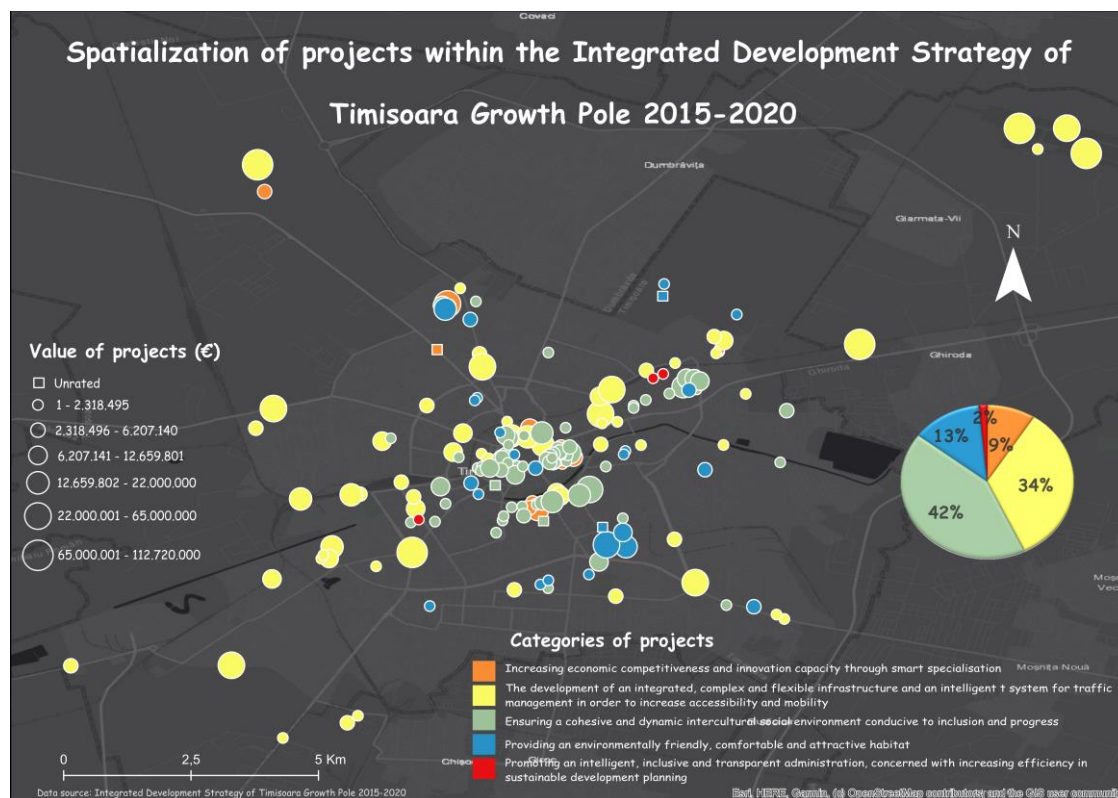 Covaci
Spatialization of projects within the Integrated Development Strategy of
Timisoara Growth Pole 2015-2020
Dumbrăvița
Giarmata-Vii
N
Ghiroda
Ghiroda
Value of projects (€)
Unrated
1 - 2.318.495
2.318.496 - 6.207.140
6.207.141 - 12.659.801
12.659.802 - 22.000.000
22.000.001 - 65.000.000
65.000.001 - 112.720.000
2%
13%
9%
34%
42%
Categories of projects
Increasing economic competitiveness and innovation capacity through smart specialisation
The development of an integrated, complex and flexible infrastructure and an intelligent t system for traffic
management in order to increase accessibility and mobility
Ensuring a cohesive and dynamic intercultural social environment conducive to inclusion and progress
Providing an environmentally friendly, comfortable and attractive habitat
Promoting an intelligent, inclusive and transparent administration, concerned with increasing efficiency in
sustainable development planning
Moșnița Nouă
0 2,5 5 Km
Data source: Integrated Development Strategy of Timisoara Growth Pole 2015-2020
Esri, HERE, Garmin, (c) OpenStreetMap contributors, and the GIS user communit